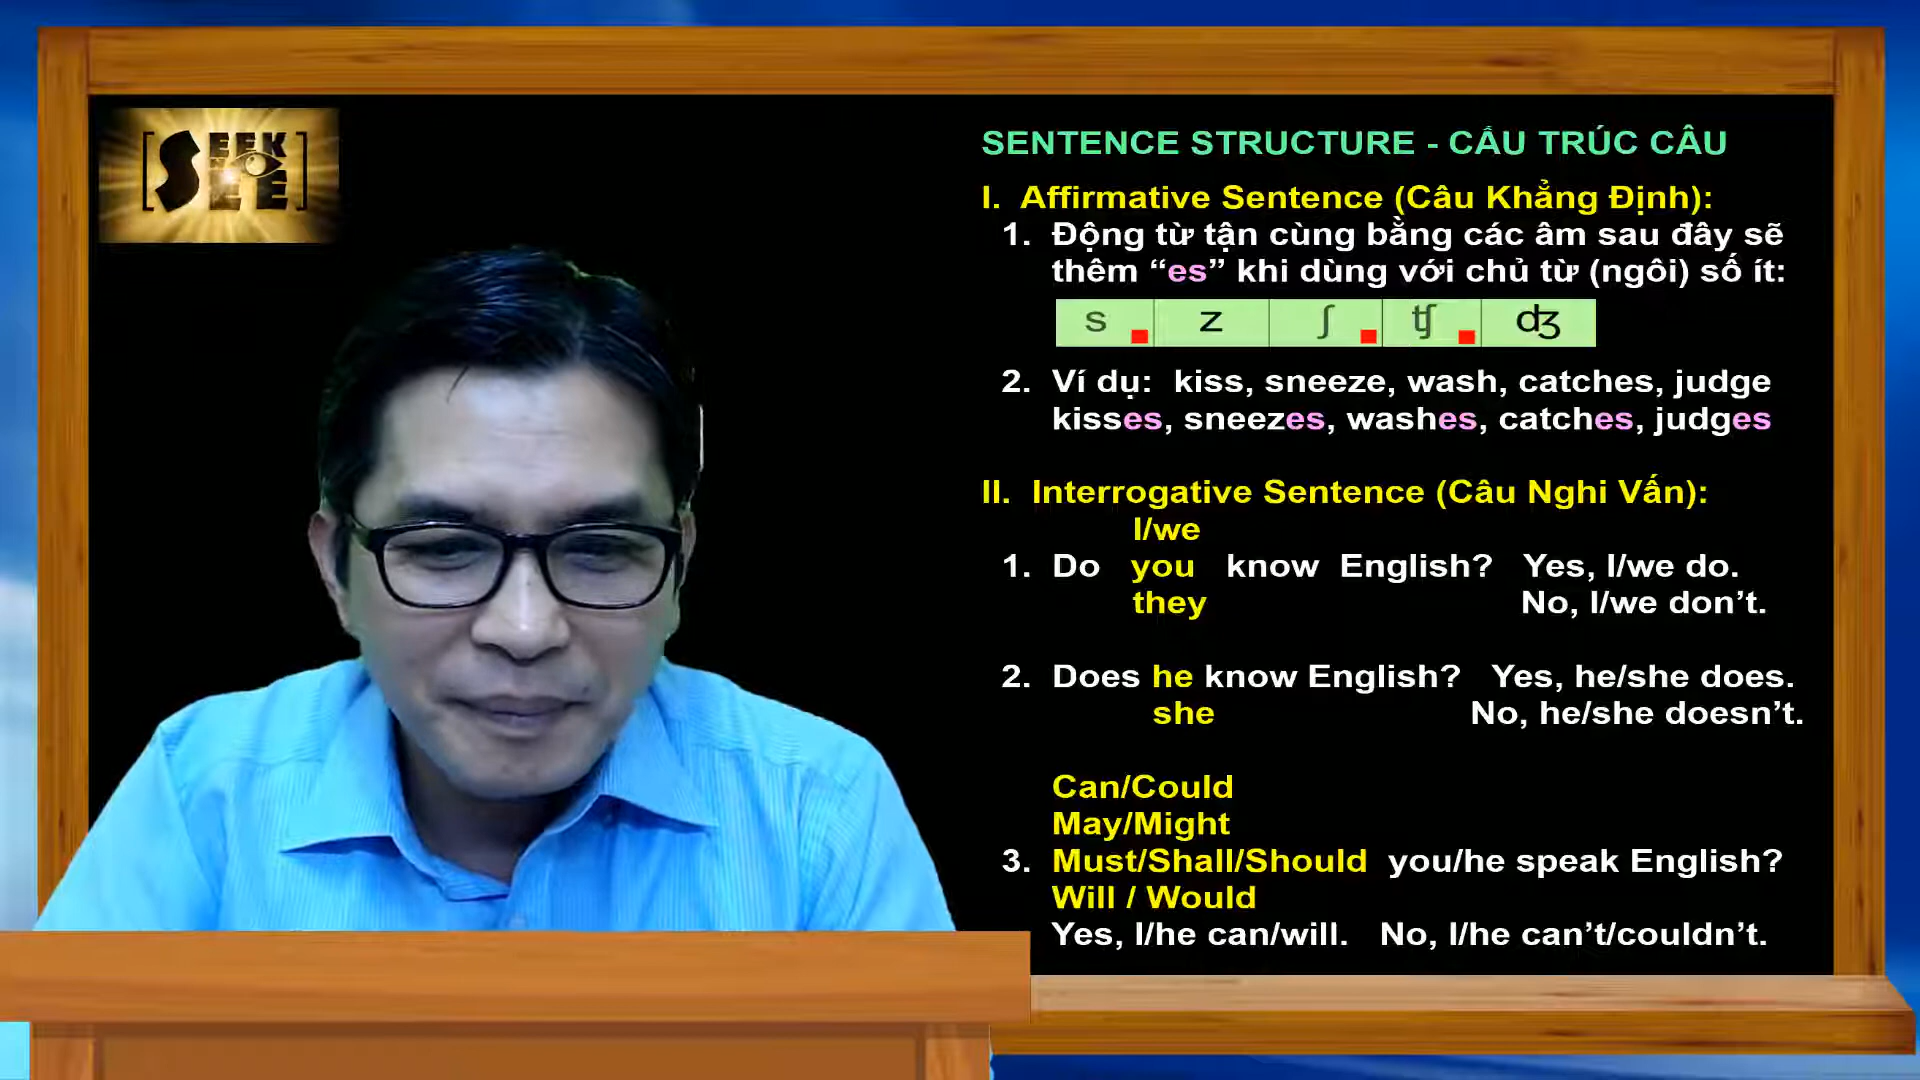 [SEEK
SEE]
SENTENCE STRUCTURE - CẤU TRÚC CÂU
I. Affirmative Sentence (Câu Khẳng Định):
1. Động từ tận cùng bằng các âm sau đây sẽ
thêm “es” khi dùng với chủ từ (ngôi) số ít:
s z ʃ ʧ ʤ
2. Ví dụ: kiss, sneeze, wash, catches, judge
kisses, sneezes, washes, catches, judges
II. Interrogative Sentence (Câu Nghi Vấn):
I/we
1. Do you know English? Yes, I/we do.
they No, I/we don’t.
2. Does he know English? Yes, he/she does.
she No, he/she doesn’t.
Can/Could
May/Might
3. Must/Shall/Should you/he speak English?
Will / Would
Yes, I/he can/will. No, I/he can’t/couldn’t.